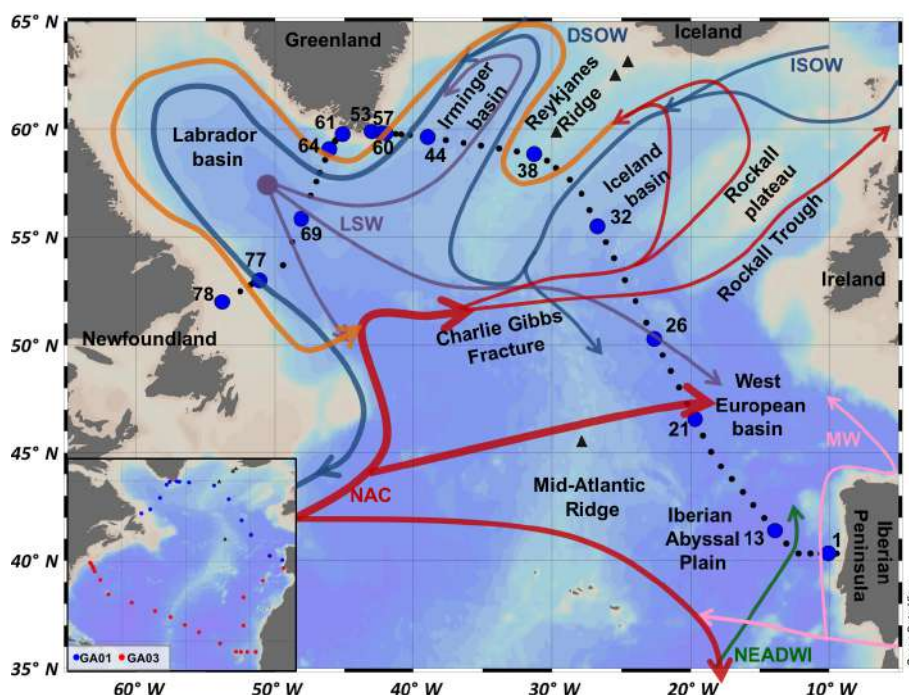 65° N
60° N
55° N
50° N
45° N
40° N
35° N
60° W
50° W
40° W
30° W
20° W
10° W
Greenland
Iceland
DSOW
ISOW
Irminger
basin
Reykjanes
Ridge
Labrador
basin
61
53
57
64
60
44
38
Iceland
basin
Rockall
plateau
Rockall Trough
LSW
69
32
77
78
Ireland
Newfoundland
Charlie Gibbs
Fracture
26
West
European
basin
21
MW
NAC
Mid-Atlantic
Ridge
Iberian
Abyssal
Plain
13
1
Iberian
Peninsula
NEADWI
GA01
GA03